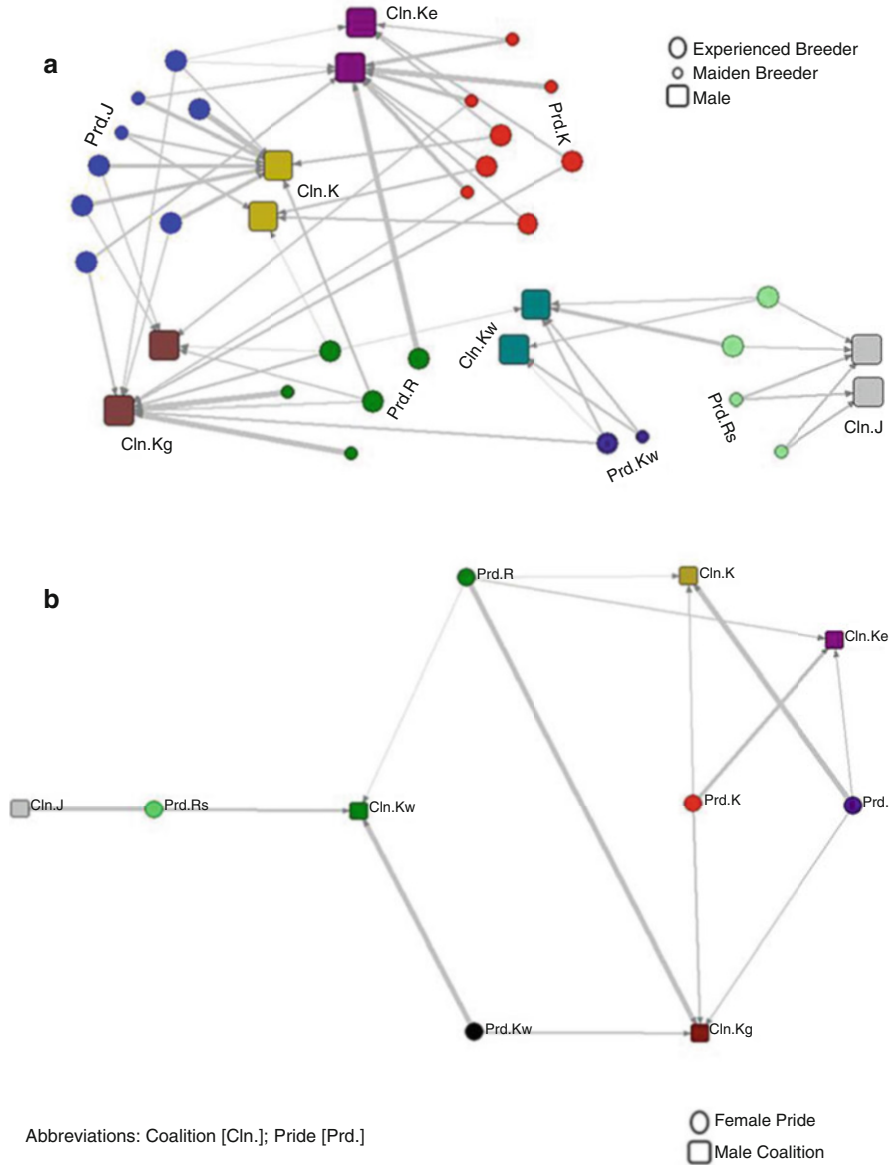 a
Cln.Ke
Experienced Breeder
Maiden Breeder
Male
Prd.J
Prd.K
Cln.K
Cln.Kw
Prd.R
Prd.Rs
Cln.J
Cln.Kg
Prd.Kw
b
Prd.R
Cln.K
Cln.Ke
Cln.J
Prd.Rs
Cln.Kw
Prd.K
Prd.
Prd.Kw
Cln.Kg
Abbreviations: Coalition [Cln.]; Pride [Prd.]
Female Pride
Male Coalition